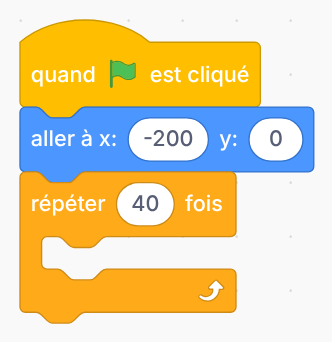 quand est cliqué
aller à x: -200 y: 0
répéter 40 fois